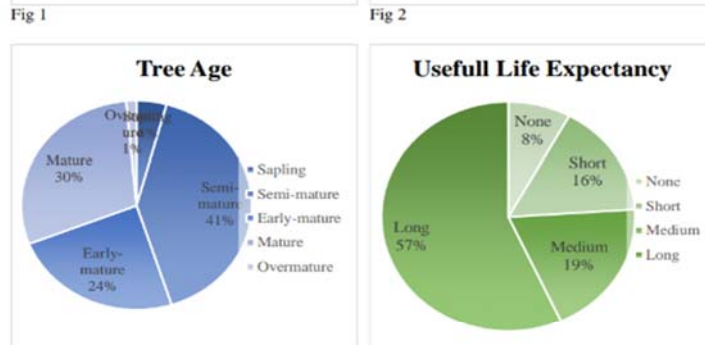 Fig 1
Fig 2
Tree Age
Mature
30%
1%
Semi-
mature
41%
Early-
mature
24%
Sapling
Semi-mature
Early-mature
Mature
Overmature
Usefull Life Expectancy
None
8%
Short
16%
Medium
19%
Long
57%
None
Short
Medium
Long